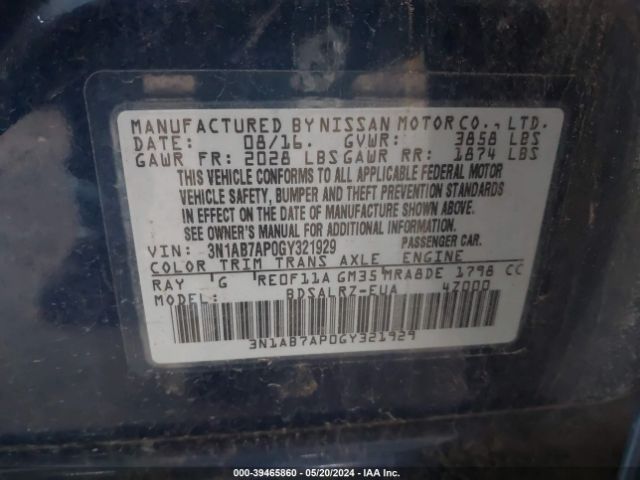 MANUFACTURED BY NISSAN MOTOR CO., LTD.
DATE: 08/16. GVWR: 3858 LBS
GAWR FR: 2028 LBS GAWR RR: 1874 LBS
THIS VEHICLE CONFORMS TO ALL APPLICABLE FEDERAL MOTOR
VEHICLE SAFETY, BUMPER AND THEFT PREVENTION STANDARDS
IN EFFECT ON THE DATE OF MANUFACTURE SHOWN ABOVE.
SEE OWNER'S MANUAL FOR ADDITIONAL INFORMATION.
VIN: 3N1AB7AP0GY321929 PASSENGER CAR.
COLOR TRIM TRANS AXLE ENGINE
RAY 'G RE0F11A GM35 MRA8DE 1798 CC
MODEL: BDSALRZ-EUA 4Z000
3N1AB7AP0GY321929
000-39465860 - 05/20/2024 - IAA Inc.